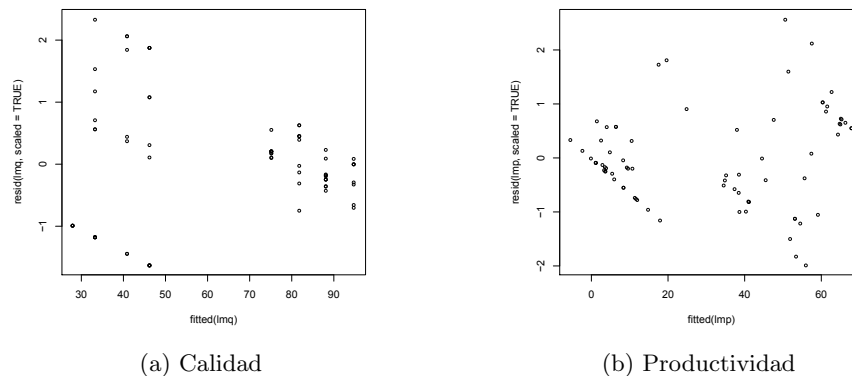 2
1
0
−1
resid(lmq, scaled = TRUE)
30 40 50 60 70 80 90
fitted(lmq)
(a) Calidad
2
1
0
−1
−2
resid(lmp, scaled = TRUE)
0 20 40 60
fitted(lmp)
(b) Productividad